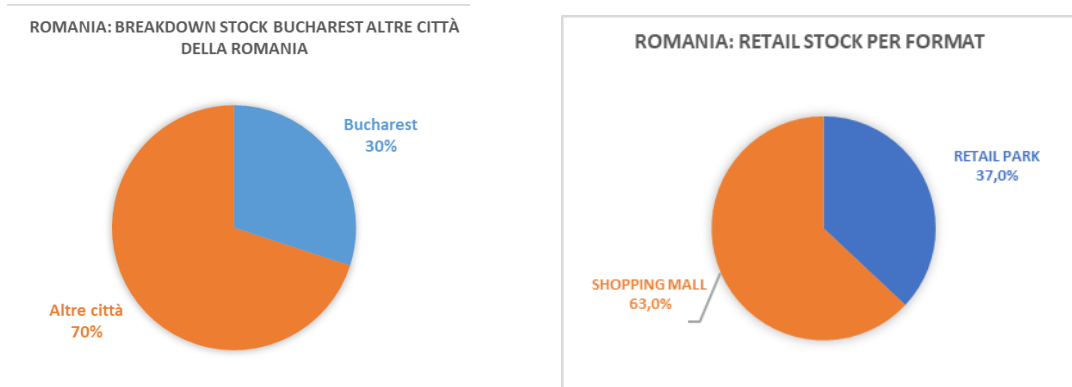 ROMANIA: BREAKDOWN STOCK BUCHAREST ALTRE CITTÀ
DELLA ROMANIA
Bucharest
30%
Altre città
70%
ROMANIA: RETAIL STOCK PER FORMAT
RETAIL PARK
37,0%
SHOPPING MALL
63,0%